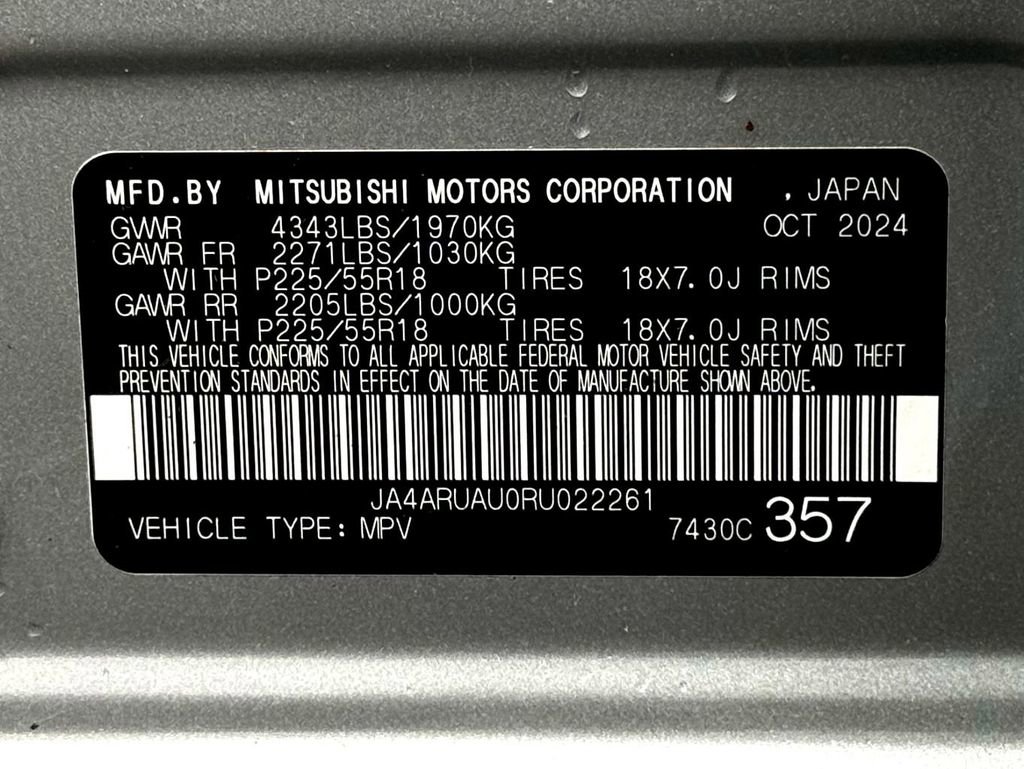 MFD.BY MITSUBISHI MOTORS CORPORATION , JAPAN
GVWR 4343LBS/1970KG OCT 2024
GAWR FR 2271LBS/1030KG
WITH P225/55R18 TIRES 18X7.0J RIMS
GAWR RR 2205LBS/1000KG
WITH P225/55R18 TIRES 18X7.0J RIMS
THIS VEHICLE CONFORMS TO ALL APPLICABLE FEDERAL MOTOR VEHICLE SAFETY AND THEFT
PREVENTION STANDARDS IN EFFECT ON THE DATE OF MANUFACTURE SHOWN ABOVE.
JA4ARUAU0RU022261
VEHICLE TYPE: MPV 7430C 357